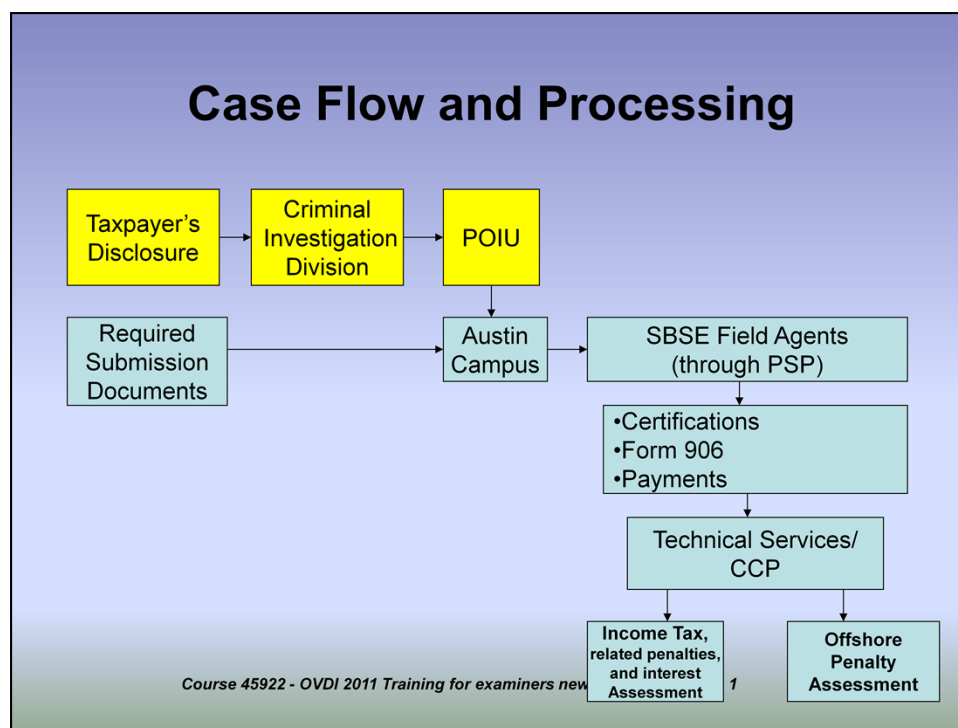 Case Flow and Processing
Taxpayer’s
Disclosure
Criminal
Investigation
Division
POIU
Required
Submission
Documents
Austin
Campus
SBSE Field Agents
(through PSP)
•Certifications
•Form 906
•Payments
Technical Services/
CCP
Income Tax,
related penalties,
and interest
Assessment
Offshore
Penalty
Assessment
Course 45922 - OVDI 2011 Training for examiners new 1